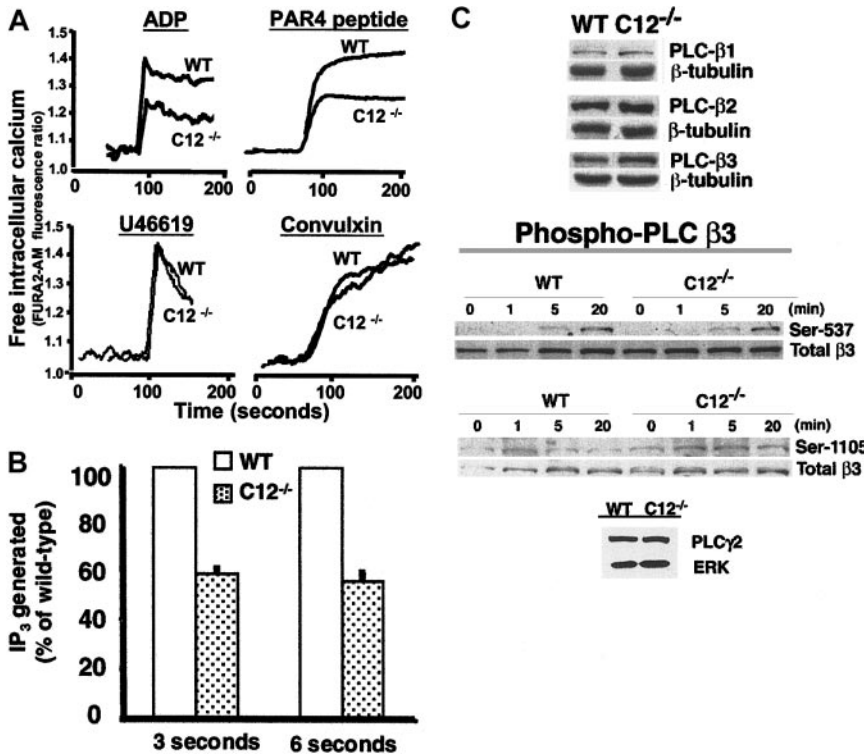 A
ADP
PAR4 peptide
1.5
1.4
1.3
1.2
1.1
1.0
WT
C12 -/-
WT
C12 -/-
0 100 200
0 100 200
U46619
Convulxin
1.5
1.4
1.3
1.2
1.1
1.0
WT
C12 -/-
WT
C12 -/-
0 100 200
0 100 200
Free intracellular calcium
(FURA2-AM fluorescence ratio)
Time (seconds)
B
WT
C12-/-
100
80
60
40
20
0
IP3 generated
(% of wild-type)
3 seconds
6 seconds
C
WT C12-/-
PLC-β1
β-tubulin
PLC-β2
β-tubulin
PLC-β3
β-tubulin
Phospho-PLC β3
WT C12-/-
0 1 5 20 0 1 5 20 (min)
Ser-537
Total β3
WT C12-/-
0 1 5 20 0 1 5 20 (min)
Ser-1105
Total β3
WT C12-/-
PLCγ2
ERK